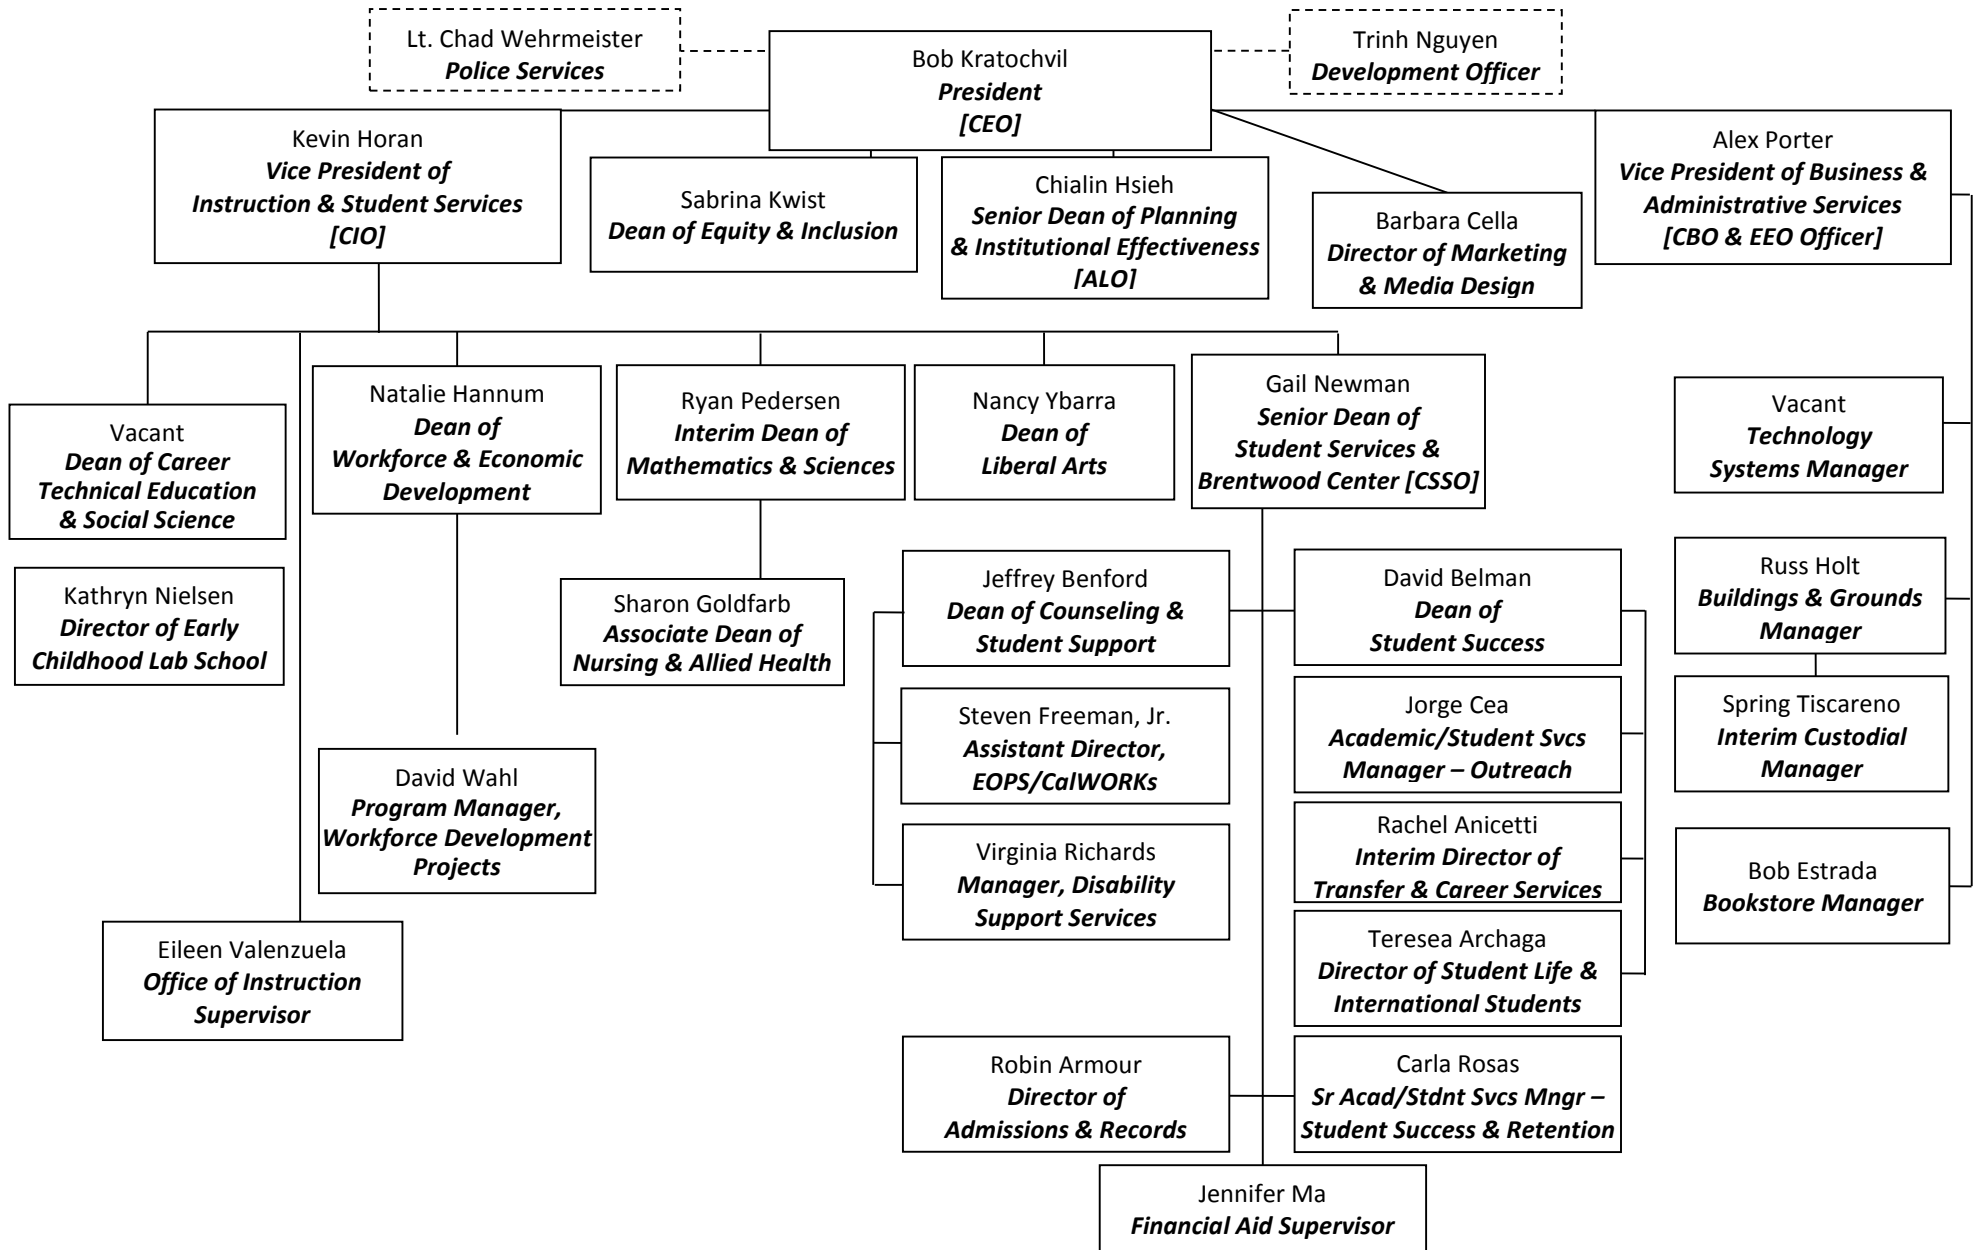 Lt. Chad Wehrmeister
Police Services
Bob Kratochvil
President
[CEO]
Trinh Nguyen
Development Officer
Kevin Horan
Vice President of
Instruction & Student Services
[CIO]
Sabrina Kwist
Dean of Equity & Inclusion
Chialin Hsieh
Senior Dean of Planning
& Institutional Effectiveness
[ALO]
Barbara Cella
Director of Marketing
& Media Design
Alex Porter
Vice President of Business &
Administrative Services
[CBO & EEO Officer]
Vacant
Dean of Career
Technical Education
& Social Science
Natalie Hannum
Dean of
Workforce & Economic
Development
Ryan Pedersen
Interim Dean of
Mathematics & Sciences
Nancy Ybarra
Dean of
Liberal Arts
Gail Newman
Senior Dean of
Student Services &
Brentwood Center [CSSO]
Vacant
Technology
Systems Manager
Kathryn Nielsen
Director of Early
Childhood Lab School
Sharon Goldfarb
Associate Dean of
Nursing & Allied Health
Jeffrey Benford
Dean of Counseling &
Student Support
David Belman
Dean of
Student Success
Russ Holt
Buildings & Grounds
Manager
Steven Freeman, Jr.
Assistant Director,
EOPS/CalWORKs
Jorge Cea
Academic/Student Svcs
Manager – Outreach
Spring Tiscareno
Interim Custodial
Manager
David Wahl
Program Manager,
Workforce Development
Projects
Virginia Richards
Manager, Disability
Support Services
Rachel Anicetti
Interim Director of
Transfer & Career Services
Bob Estrada
Bookstore Manager
Eileen Valenzuela
Office of Instruction
Supervisor
Teresea Archaga
Director of Student Life &
International Students
Robin Armour
Director of
Admissions & Records
Carla Rosas
Sr Acad/Stdnt Svcs Mngr –
Student Success & Retention
Jennifer Ma
Financial Aid Supervisor